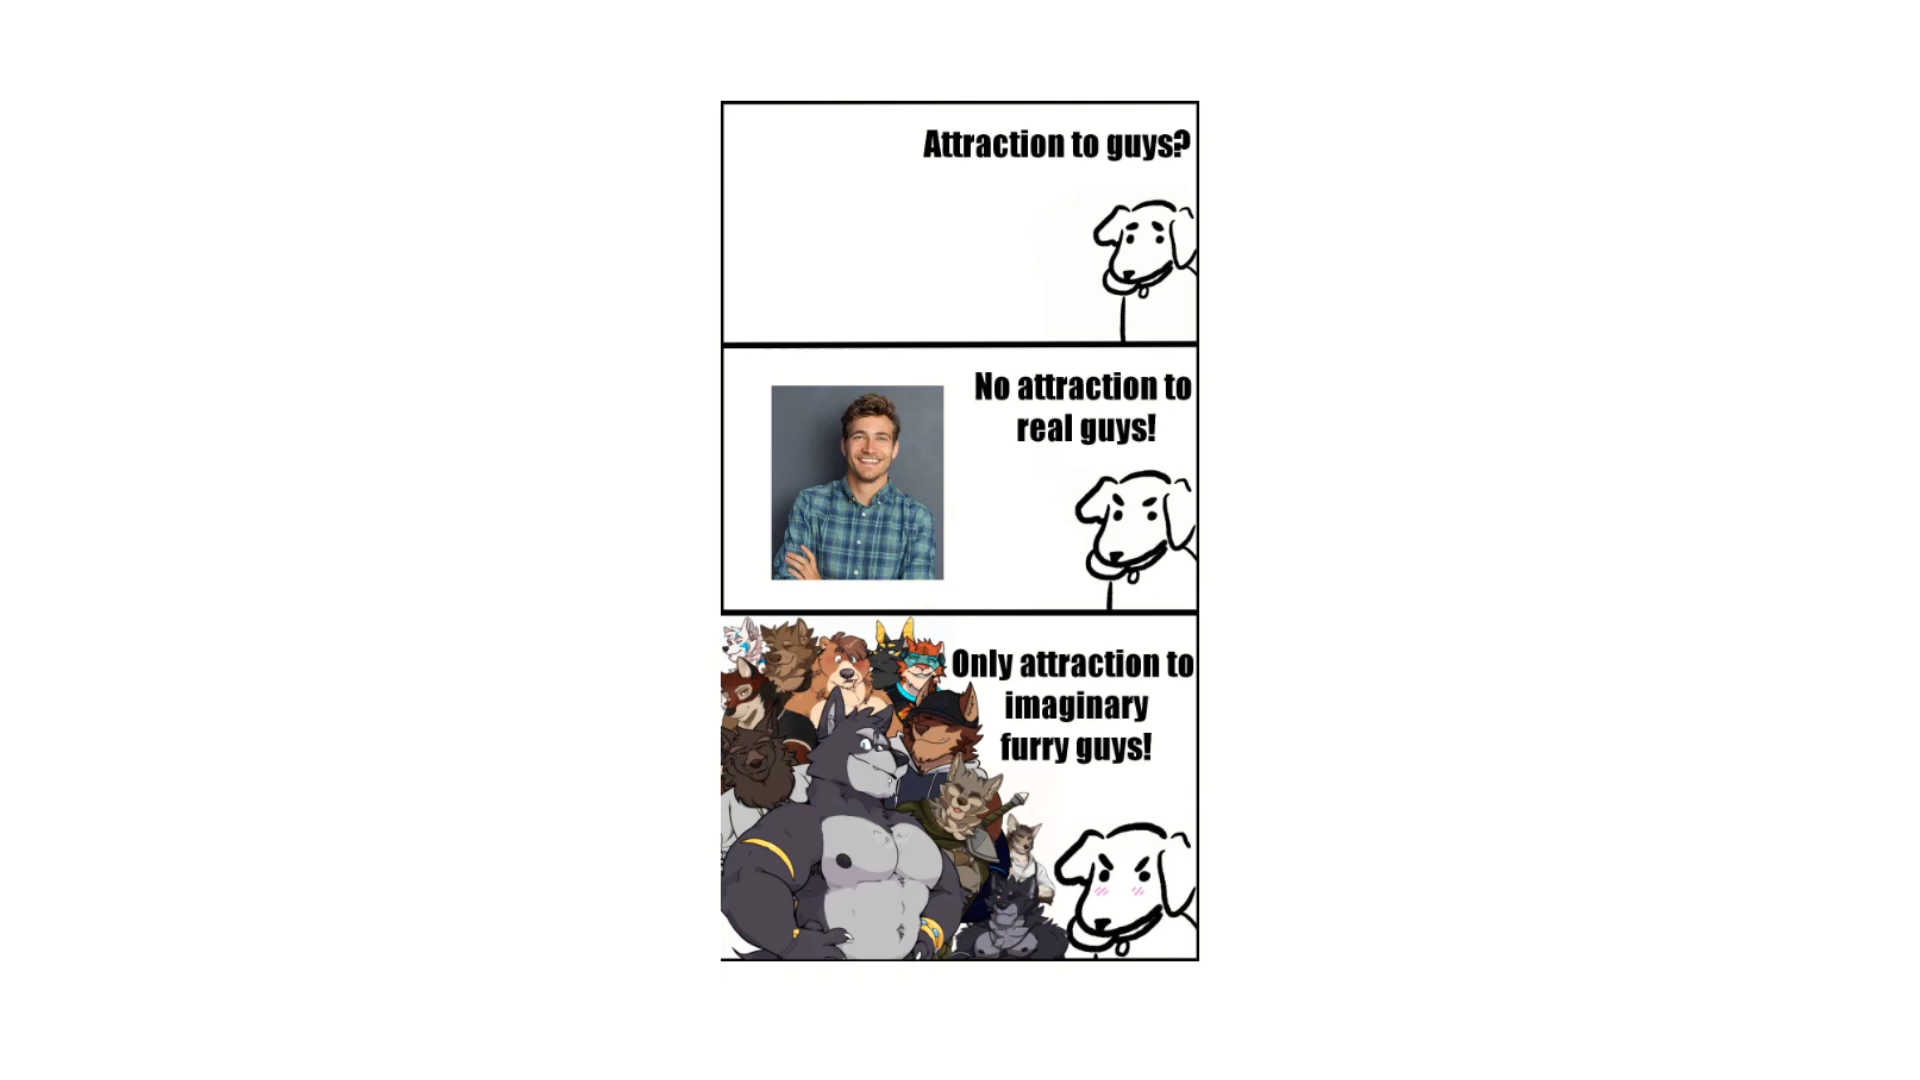 Attraction to guys?
No attraction to
real guys!
Only attraction to
imaginary
furry guys!